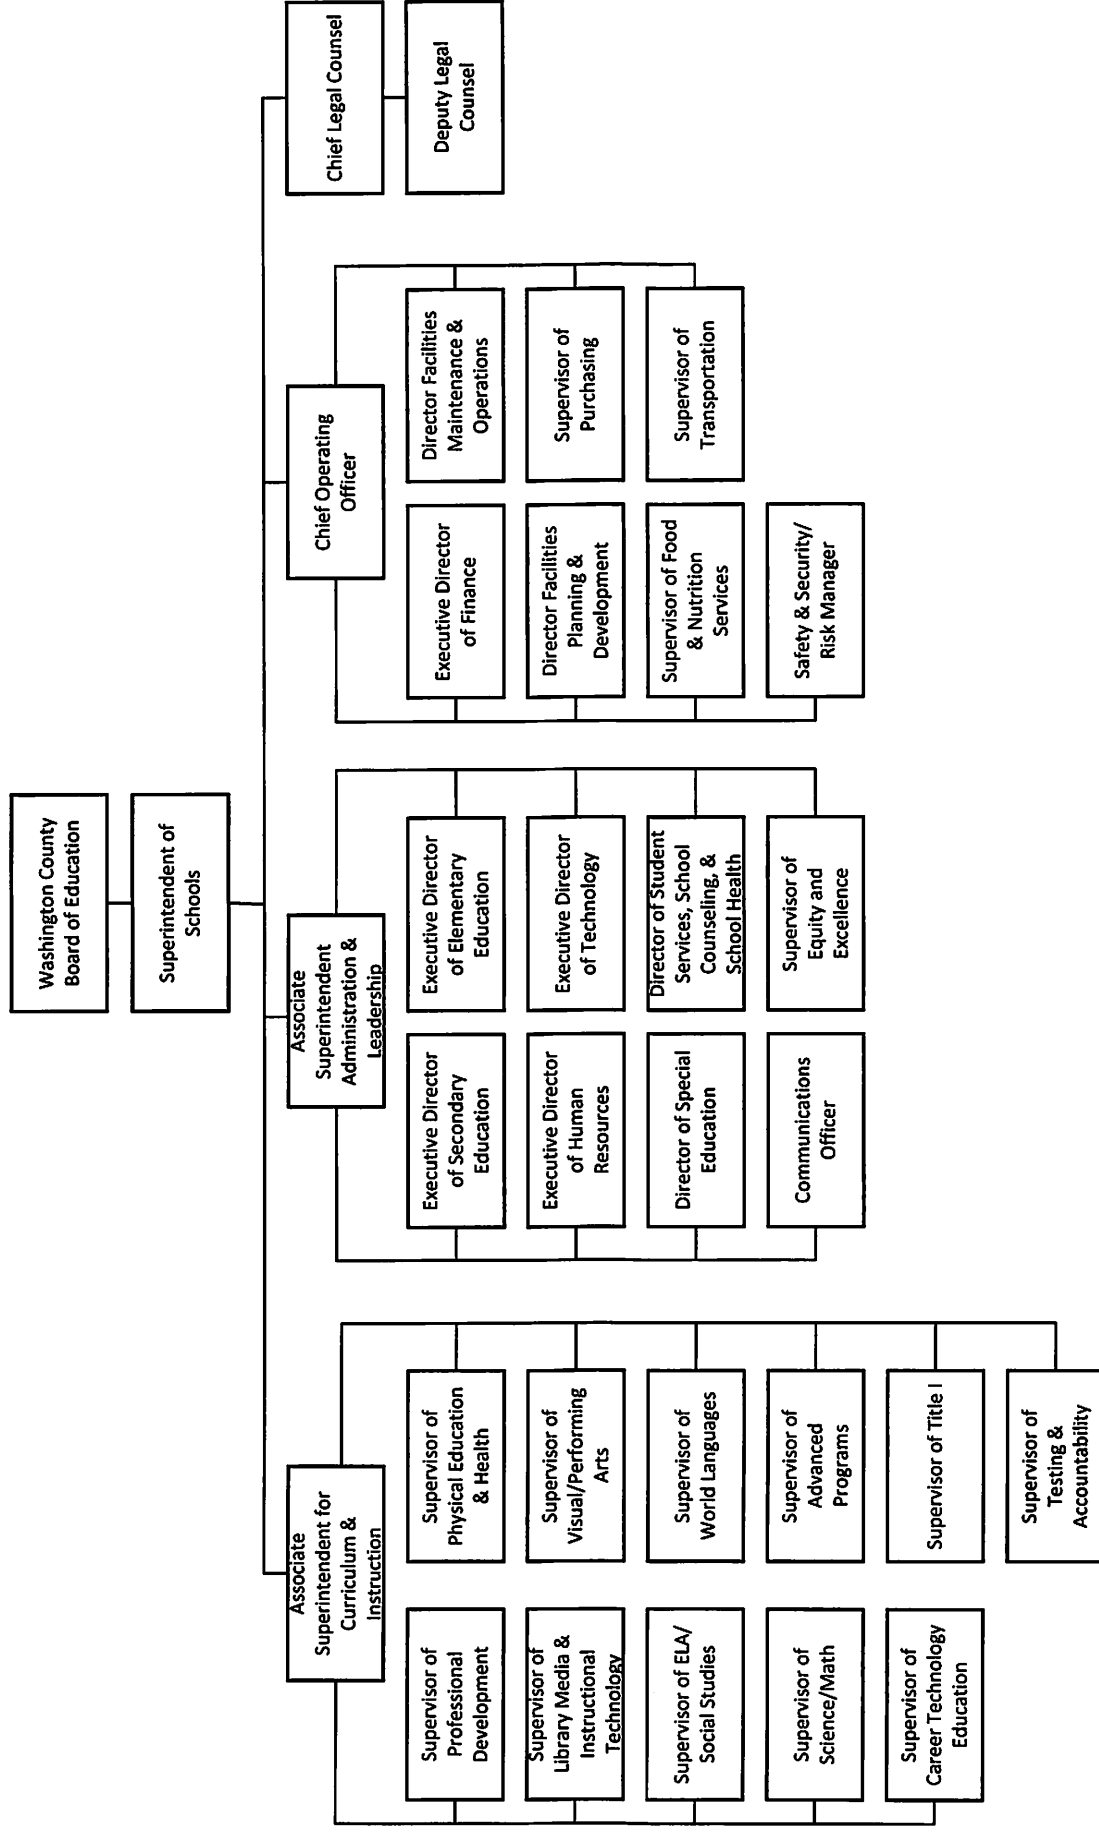 Washington County
Board of Education
Superintendent of
Schools
Associate
Superintendent for
Curriculum &
Instruction
Supervisor of
Professional
Development
Supervisor of
Physical Education
& Health
Supervisor of
Library Media &
Instructional
Technology
Supervisor of
Visual/Performing
Arts
Supervisor of ELA/
Social Studies
Supervisor of
World Languages
Supervisor of
Science/Math
Supervisor of
Advanced
Programs
Supervisor of
Career Technology
Education
Supervisor of Title I
Supervisor of
Testing &
Accountability
Associate
Superintendent
Administration &
Leadership
Executive Director
of Secondary
Education
Executive Director
of Elementary
Education
Executive Director
of Human
Resources
Executive Director
of Technology
Director of Special
Education
Director of Student
Services, School
Counseling, &
School Health
Communications
Officer
Supervisor of
Equity and
Excellence
Chief Operating
Officer
Executive Director
of Finance
Director Facilities
Maintenance &
Operations
Director Facilities
Planning &
Development
Supervisor of
Purchasing
Supervisor of Food
& Nutrition
Services
Supervisor of
Transportation
Safety & Security/
Risk Manager
Chief Legal Counsel
Deputy Legal
Counsel